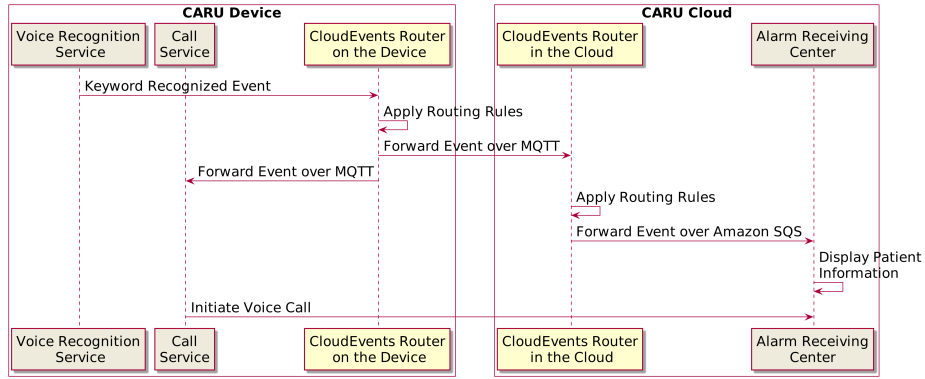 CARU Device
CARU Cloud
Voice Recognition
Service
Call
Service
CloudEvents Router
on the Device
CloudEvents Router
in the Cloud
Alarm Receiving
Center
Keyword Recognized Event
Apply Routing Rules
Forward Event over MQTT
Forward Event over MQTT
Apply Routing Rules
Forward Event over Amazon SQS
Display Patient
Information
Initiate Voice Call
Voice Recognition
Service
Call
Service
CloudEvents Router
on the Device
CloudEvents Router
in the Cloud
Alarm Receiving
Center